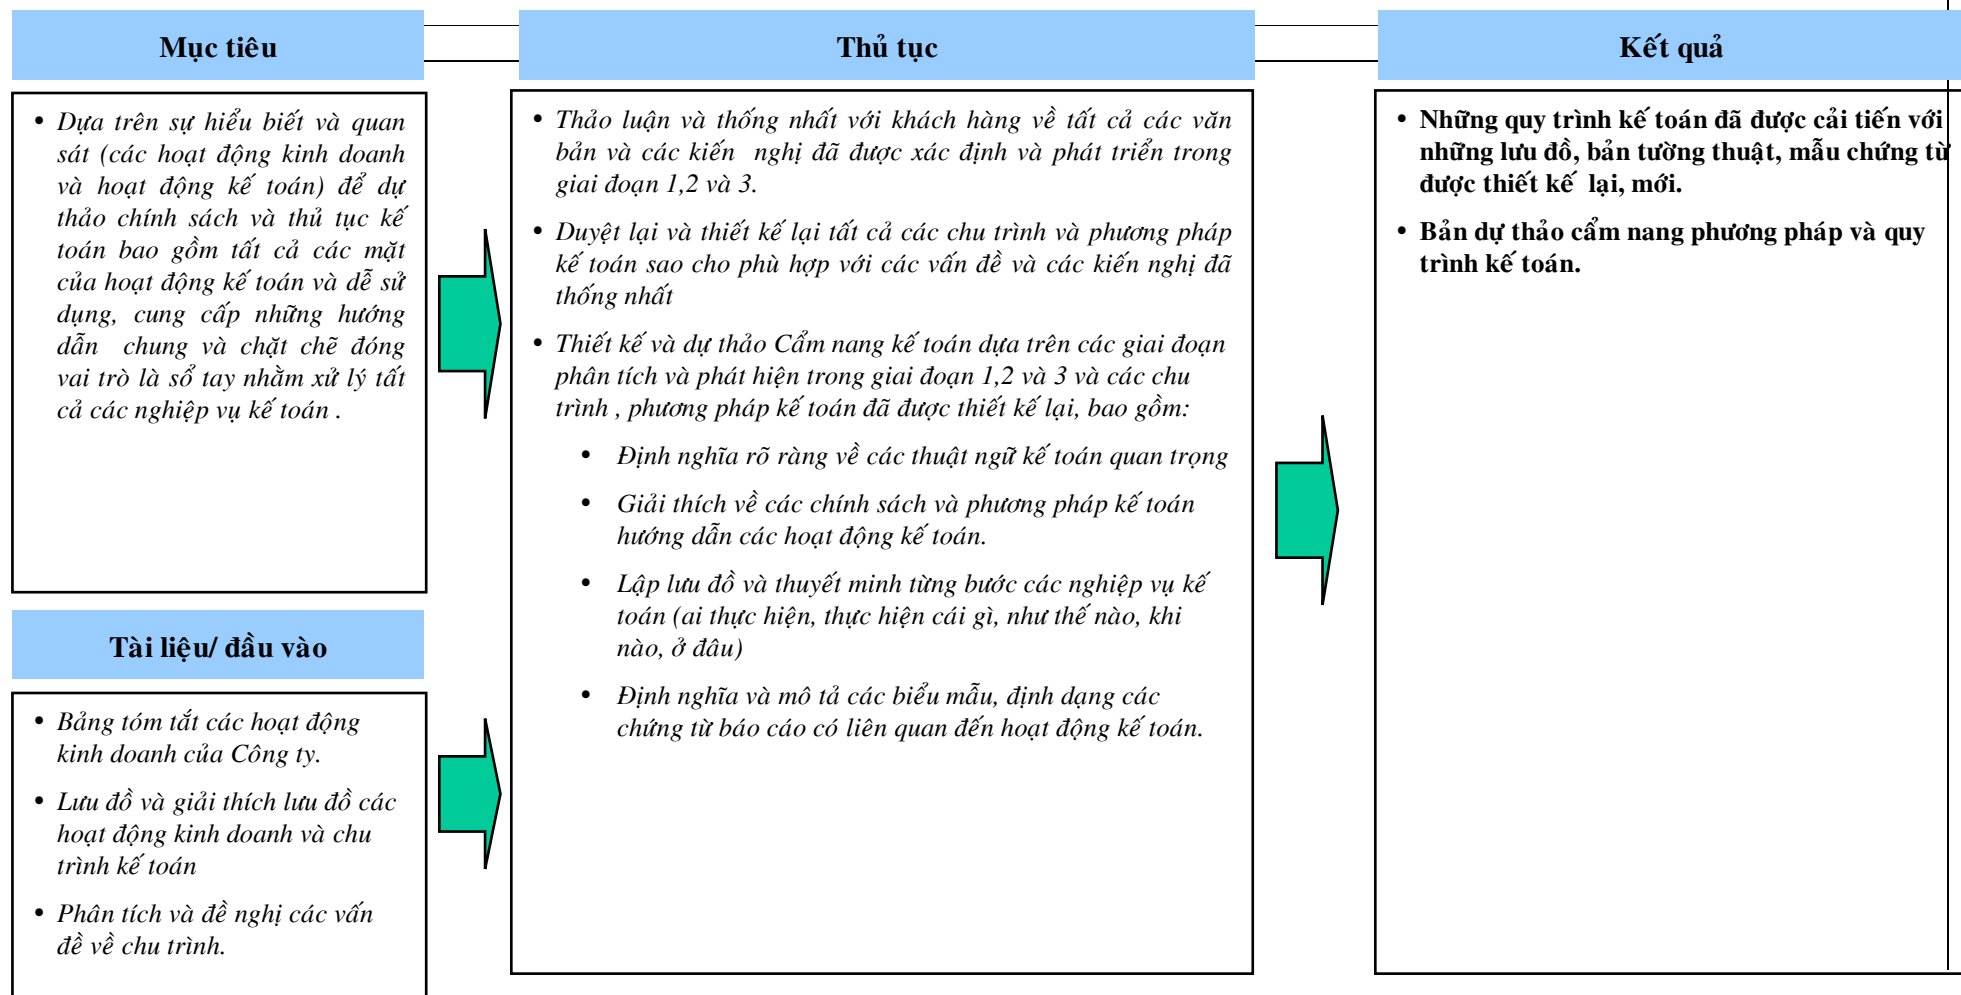 Mục tiêu
• Dựa trên sự hiểu biết và quan
sát (các hoạt động kinh doanh
và hoạt động kế toán) để dự
thảo chính sách và thủ tục kế
toán bao gồm tất cả các mặt
của hoạt động kế toán và dễ sử
dụng, cung cấp những hướng
dẫn chung và chặt chẽ đóng
vai trò là sổ tay nhằm xử lý tất
cả các nghiệp vụ kế toán .
Tài liệu/ đầu vào
• Bảng tóm tắt các hoạt động
kinh doanh của Công ty.
• Lưu đồ và giải thích lưu đồ các
hoạt động kinh doanh và chu
trình kế toán
• Phân tích và đề nghị các vấn
đề về chu trình.
Thủ tục
• Thảo luận và thống nhất với khách hàng về tất cả các văn
bản và các kiến nghị đã được xác định và phát triển trong
giai đoạn 1,2 và 3.
• Duyệt lại và thiết kế lại tất cả các chu trình và phương pháp
kế toán sao cho phù hợp với các vấn đề và các kiến nghị đã
thống nhất
• Thiết kế và dự thảo Cẩm nang kế toán dựa trên các giai đoạn
phân tích và phát hiện trong giai đoạn 1,2 và 3 và các chu
trình , phương pháp kế toán đã được thiết kế lại, bao gồm:
• Định nghĩa rõ ràng về các thuật ngữ kế toán quan trọng
• Giải thích về các chính sách và phương pháp kế toán
hướng dẫn các hoạt động kế toán.
• Lập lưu đồ và thuyết minh từng bước các nghiệp vụ kế
toán (ai thực hiện, thực hiện cái gì, như thế nào, khi
nào, ở đâu)
• Định nghĩa và mô tả các biểu mẫu, định dạng các
chứng từ báo cáo có liên quan đến hoạt động kế toán.
Kết quả
• Những quy trình kế toán đã được cải tiến với
những lưu đồ, bản tường thuật, mẫu chứng từ
được thiết kế lại, mới.
• Bản dự thảo cẩm nang phương pháp và quy
trình kế toán.